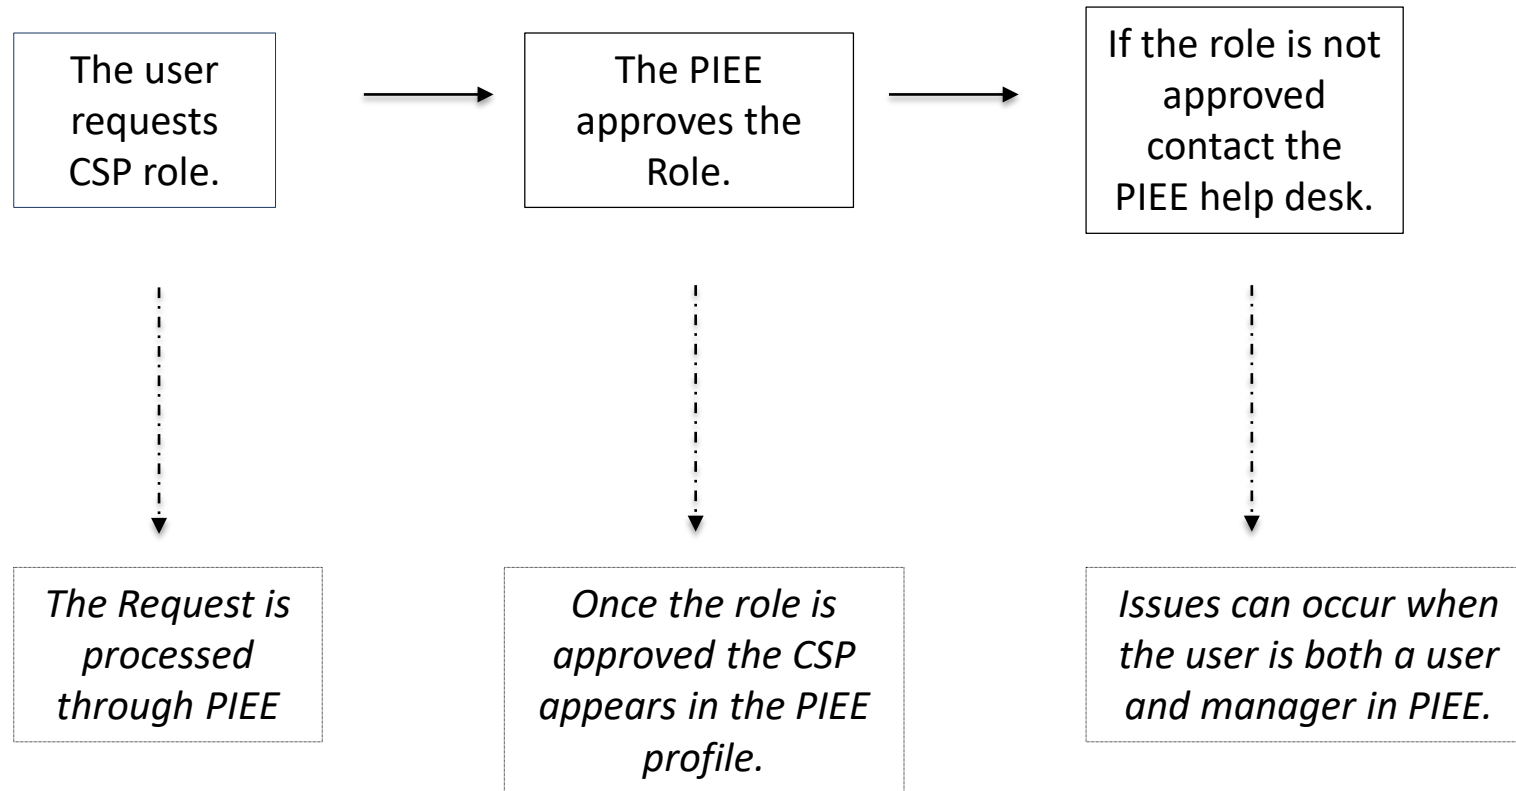 The user
requests
CSP role.
The PIEE
approves the
Role.
If the role is not
approved
contact the
PIEE help desk.
The Request is
processed
through PIEE
Once the role is
approved the CSP
appears in the PIEE
profile.
Issues can occur when
the user is both a user
and manager in PIEE.